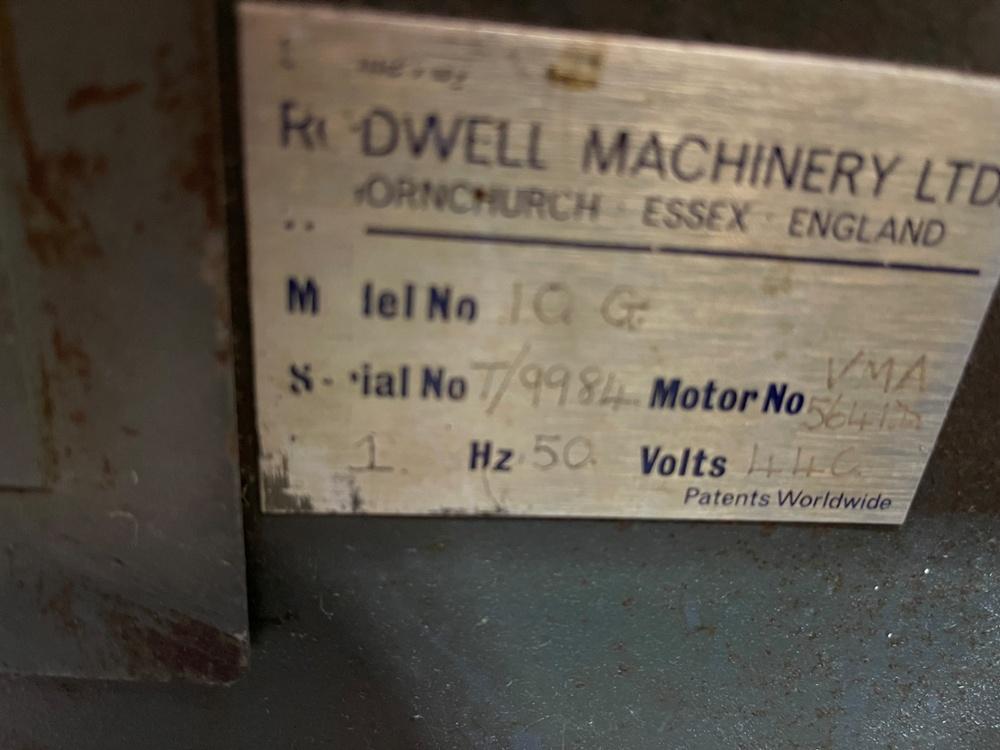 R DWELL MACHINERY LTD.
ORNCHURCH · ESSEX · ENGLAND
M lel No 10 G
S ial No T/9984 Motor No VMA
1 Hz 50 Volts 440
Patents Worldwide